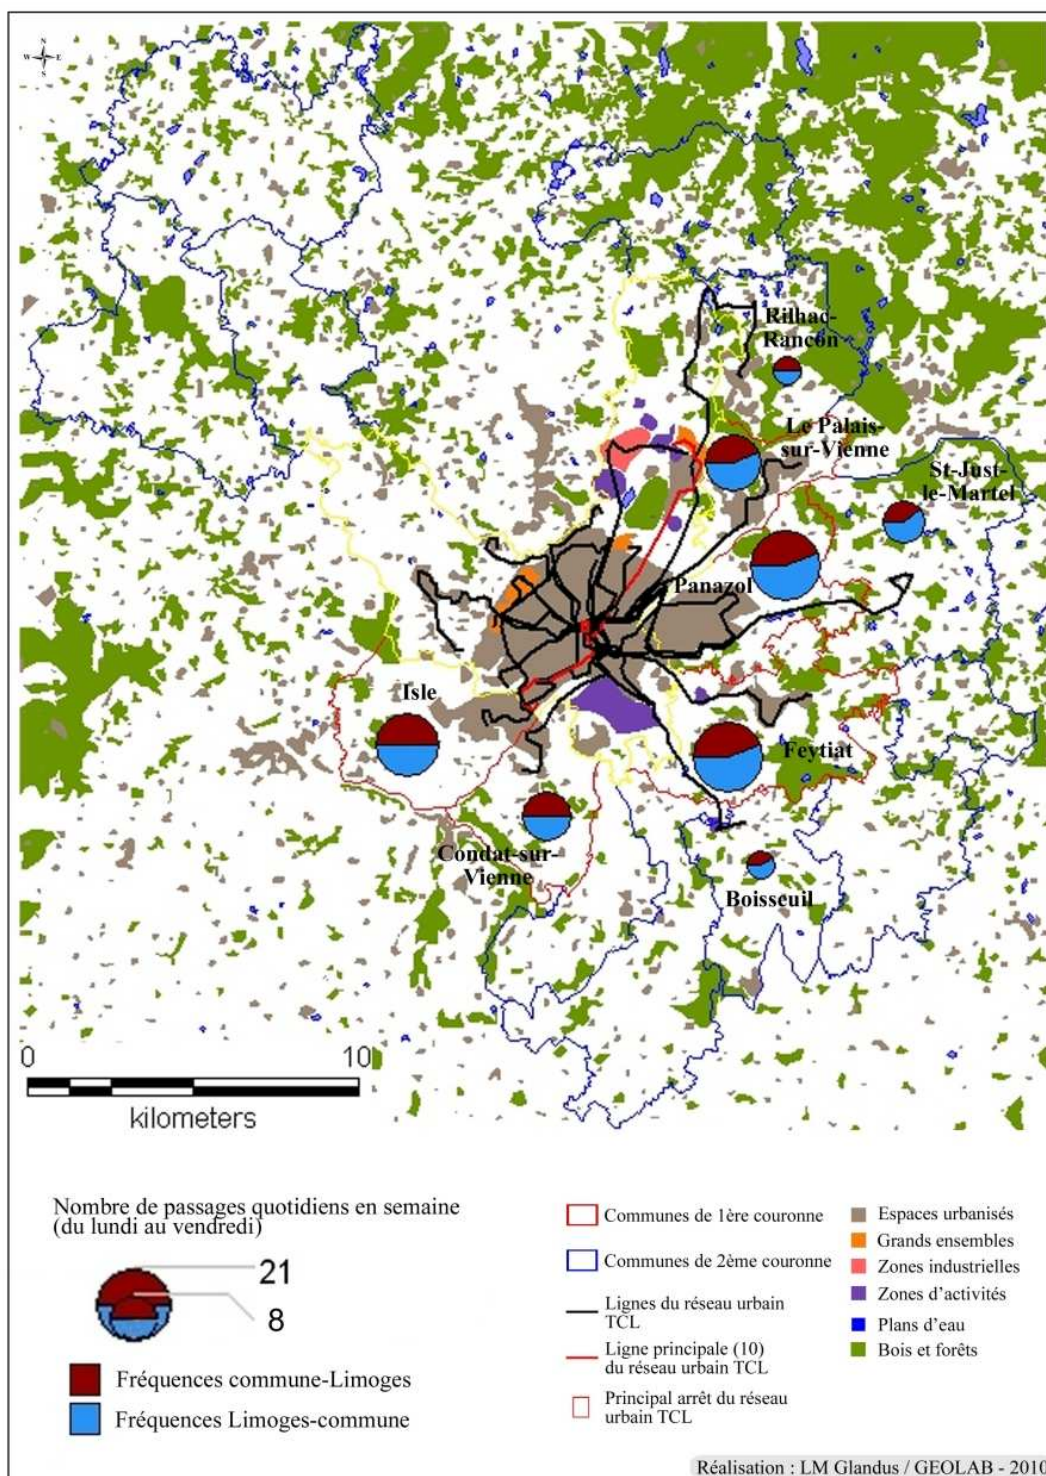 N
W E
S
Rilhac-
Rancon
Le Palais-
sur-Vienne
St-Just-
le-Martel
Panazol
Isle
Feytiat
Condat-sur-
Vienne
Boisseuil
0 10
kilometers
Nombre de passages quotidiens en semaine
(du lundi au vendredi)
21
8
Fréquences commune-Limoges
Fréquences Limoges-commune
Communes de 1ère couronne
Communes de 2ème couronne
Lignes du réseau urbain
TCL
Ligne principale (10)
du réseau urbain TCL
Principal arrêt du réseau
urbain TCL
Espaces urbanisés
Grands ensembles
Zones industrielles
Zones d'activités
Plans d'eau
Bois et forêts
Réalisation : LM Glandus / GEOLAB - 2010